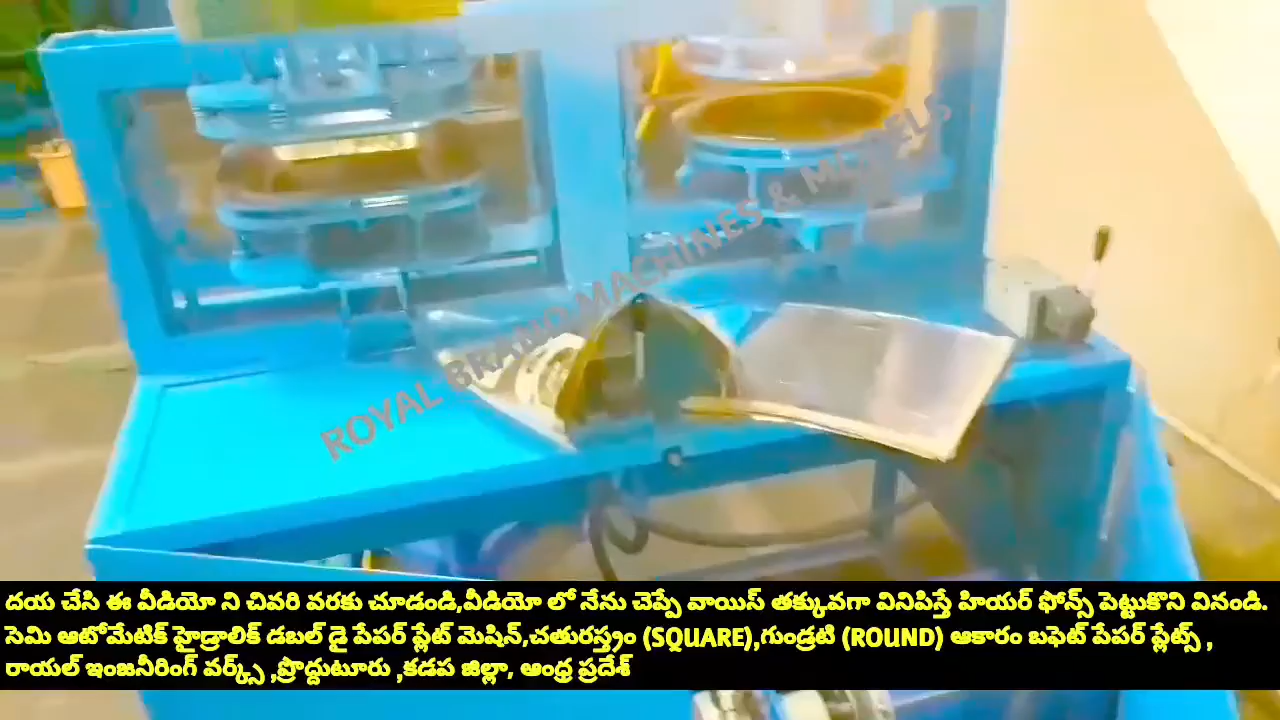 ROYAL BRAND MACHINES & MODELS
దయ చేసి ఈ వీడియో ని చివరి వరకు చూడండి,వీడియో లో నేను చెప్పే వాయిస్ తక్కువగా వినిపిస్తే హియర్ ఫోన్స్ పెట్టుకొని వినండి.
సెమి ఆటోమేటిక్ హైడ్రాలిక్ డబల్ డై పేపర్ ప్లేట్ మెషిన్,చతురస్త్రం (SQUARE),గుండ్రటి (ROUND) ఆకారం బఫెట్ పేపర్ ప్లేట్స్ ,
రాయల్ ఇంజనీరింగ్ వర్క్స్ ,ప్రొద్దుటూరు ,కడప జిల్లా, ఆంధ్ర ప్రదేశ్